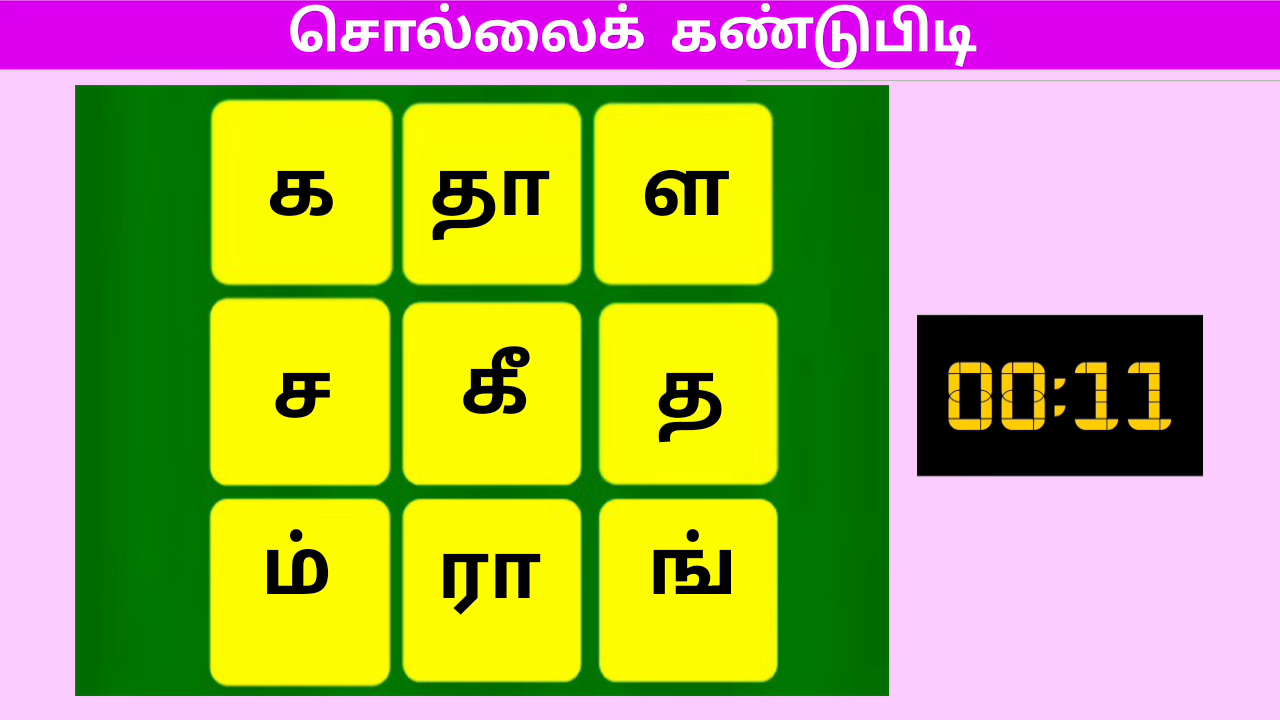 சொல்லைக் கண்டுபிடி
க தா ள
ச கீ த
ம் ரா ங்
00:11